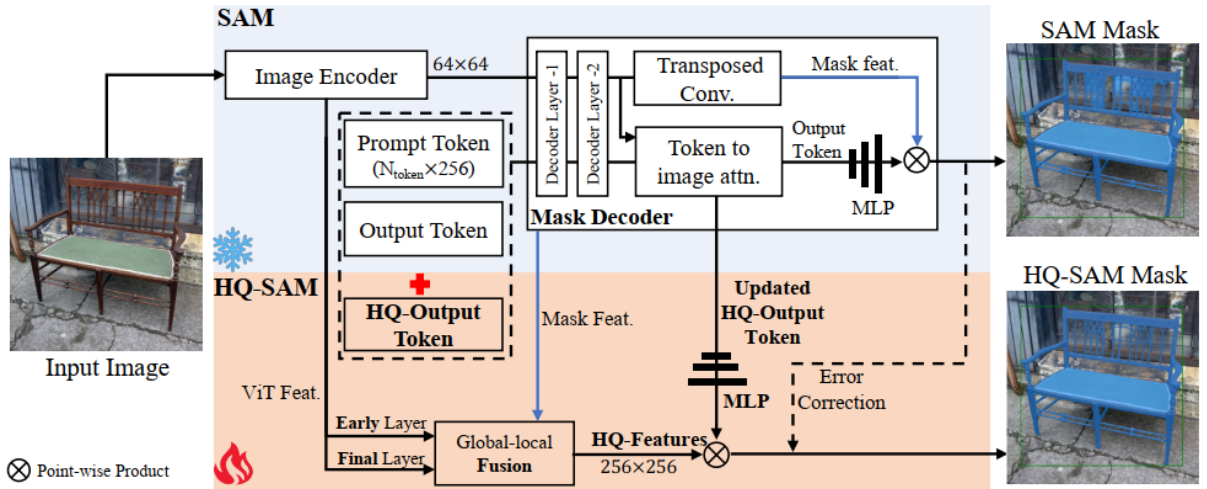 SAM
SAM Mask
Image Encoder
64×64
Decoder Layer -1
Decoder Layer -2
Transposed
Conv.
Mask feat.
Prompt Token
(N_token×256)
Token to
image attn.
Output
Token
MLP
Output Token
Mask Decoder
HQ-SAM
HQ-Output
Token
Mask Feat.
Updated
HQ-Output
Token
HQ-SAM Mask
Input Image
ViT Feat.
MLP
Error
Correction
Early Layer
Final Layer
Global-local
Fusion
HQ-Features
256×256
Point-wise Product